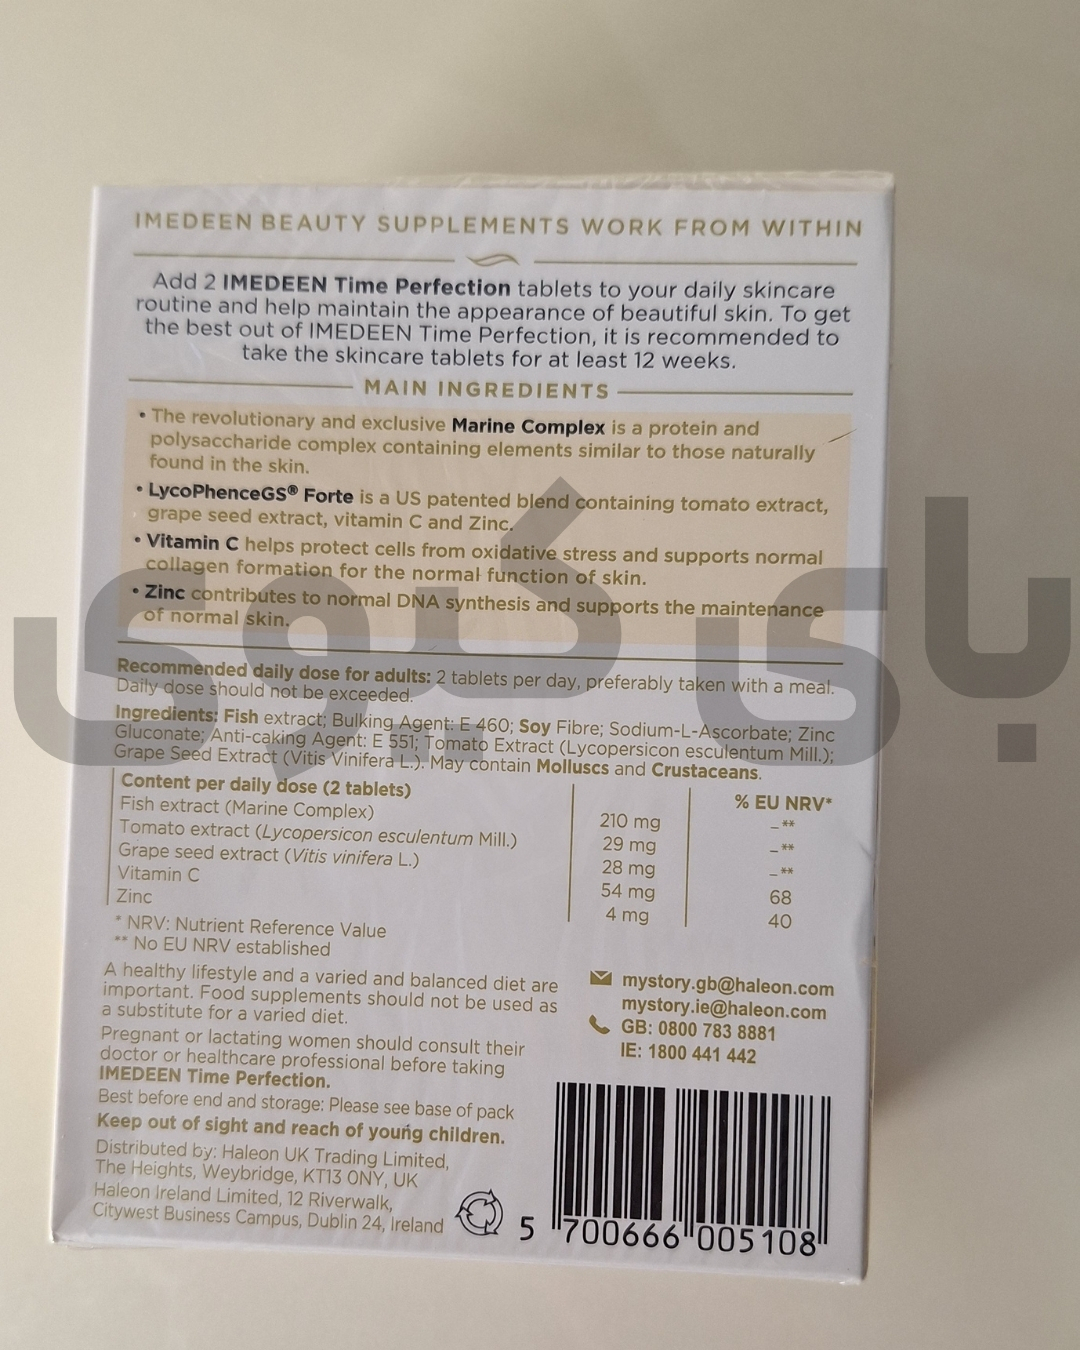 IMEDEEN BEAUTY SUPPLEMENTS WORK FROM WITHIN
Add 2 IMEDEEN Time Perfection tablets to your daily skincare
routine and help maintain the appearance of beautiful skin. To get
the best out of IMEDEEN Time Perfection, it is recommended to
take the skincare tablets for at least 12 weeks.
MAIN INGREDIENTS
• The revolutionary and exclusive Marine Complex is a protein and
polysaccharide complex containing elements similar to those naturally
found in the skin.
• LycoPhenceGS® Forte is a US patented blend containing tomato extract,
grape seed extract, vitamin C and Zinc.
• Vitamin C helps protect cells from oxidative stress and supports normal
collagen formation for the normal function of skin.
• Zinc contributes to normal DNA synthesis and supports the maintenance
of normal skin.
بای کیوی
Recommended daily dose for adults: 2 tablets per day, preferably taken with a meal.
Daily dose should not be exceeded.
Ingredients: Fish extract; Bulking Agent: E 460; Soy Fibre; Sodium-L-Ascorbate; Zinc
Gluconate; Anti-caking Agent: E 551; Tomato Extract (Lycopersicon esculentum Mill.);
Grape Seed Extract (Vitis Vinifera L.). May contain Molluscs and Crustaceans.
Content per daily dose (2 tablets) % EU NRV*
Fish extract (Marine Complex) 210 mg –**
Tomato extract (Lycopersicon esculentum Mill.) 29 mg –**
Grape seed extract (Vitis vinifera L.) 28 mg –**
Vitamin C 54 mg 68
Zinc 4 mg 40
* NRV: Nutrient Reference Value
** No EU NRV established
A healthy lifestyle and a varied and balanced diet are
important. Food supplements should not be used as
a substitute for a varied diet.
Pregnant or lactating women should consult their
doctor or healthcare professional before taking
IMEDEEN Time Perfection.
Best before end and storage: Please see base of pack
Keep out of sight and reach of young children.
Distributed by: Haleon UK Trading Limited,
The Heights, Weybridge, KT13 0NY, UK
Haleon Ireland Limited, 12 Riverwalk,
Citywest Business Campus, Dublin 24, Ireland
mystory.gb@haleon.com
mystory.ie@haleon.com
GB: 0800 783 8881
IE: 1800 441 442
5 700666 005108